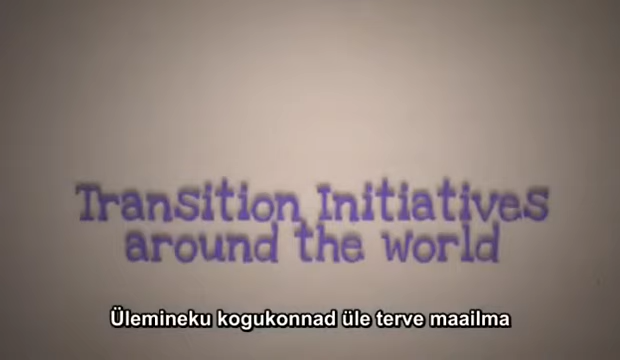 Transition Initiatives
around the world
Ülemineku kogukonnad üle terve maailma